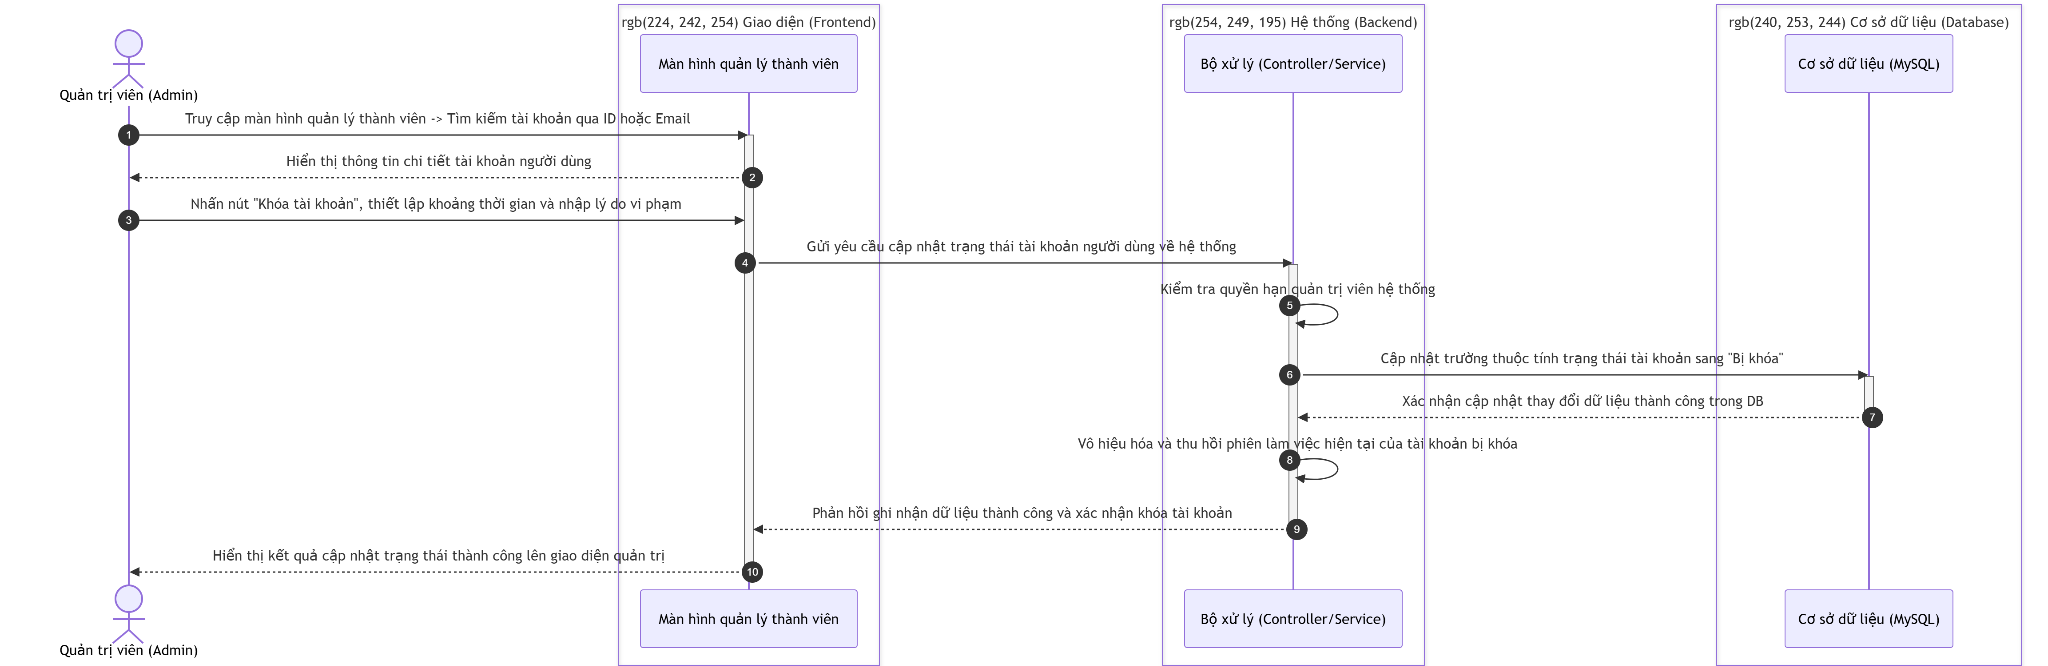 rgb(224, 242, 254) Giao diện (Frontend)
rgb(254, 249, 195) Hệ thống (Backend)
rgb(240, 253, 244) Cơ sở dữ liệu (Database)
Quản trị viên (Admin)
Màn hình quản lý thành viên
Bộ xử lý (Controller/Service)
Cơ sở dữ liệu (MySQL)
Truy cập màn hình quản lý thành viên -> Tìm kiếm tài khoản qua ID hoặc Email
1
Hiển thị thông tin chi tiết tài khoản người dùng
2
Nhấn nút "Khóa tài khoản", thiết lập khoảng thời gian và nhập lý do vi phạm
3
Gửi yêu cầu cập nhật trạng thái tài khoản người dùng về hệ thống
4
Kiểm tra quyền hạn quản trị viên hệ thống
5
Cập nhật trường thuộc tính trạng thái tài khoản sang "Bị khóa"
6
Xác nhận cập nhật thay đổi dữ liệu thành công trong DB
7
Vô hiệu hóa và thu hồi phiên làm việc hiện tại của tài khoản bị khóa
8
Phản hồi ghi nhận dữ liệu thành công và xác nhận khóa tài khoản
9
Hiển thị kết quả cập nhật trạng thái thành công lên giao diện quản trị
10
Quản trị viên (Admin)
Màn hình quản lý thành viên
Bộ xử lý (Controller/Service)
Cơ sở dữ liệu (MySQL)